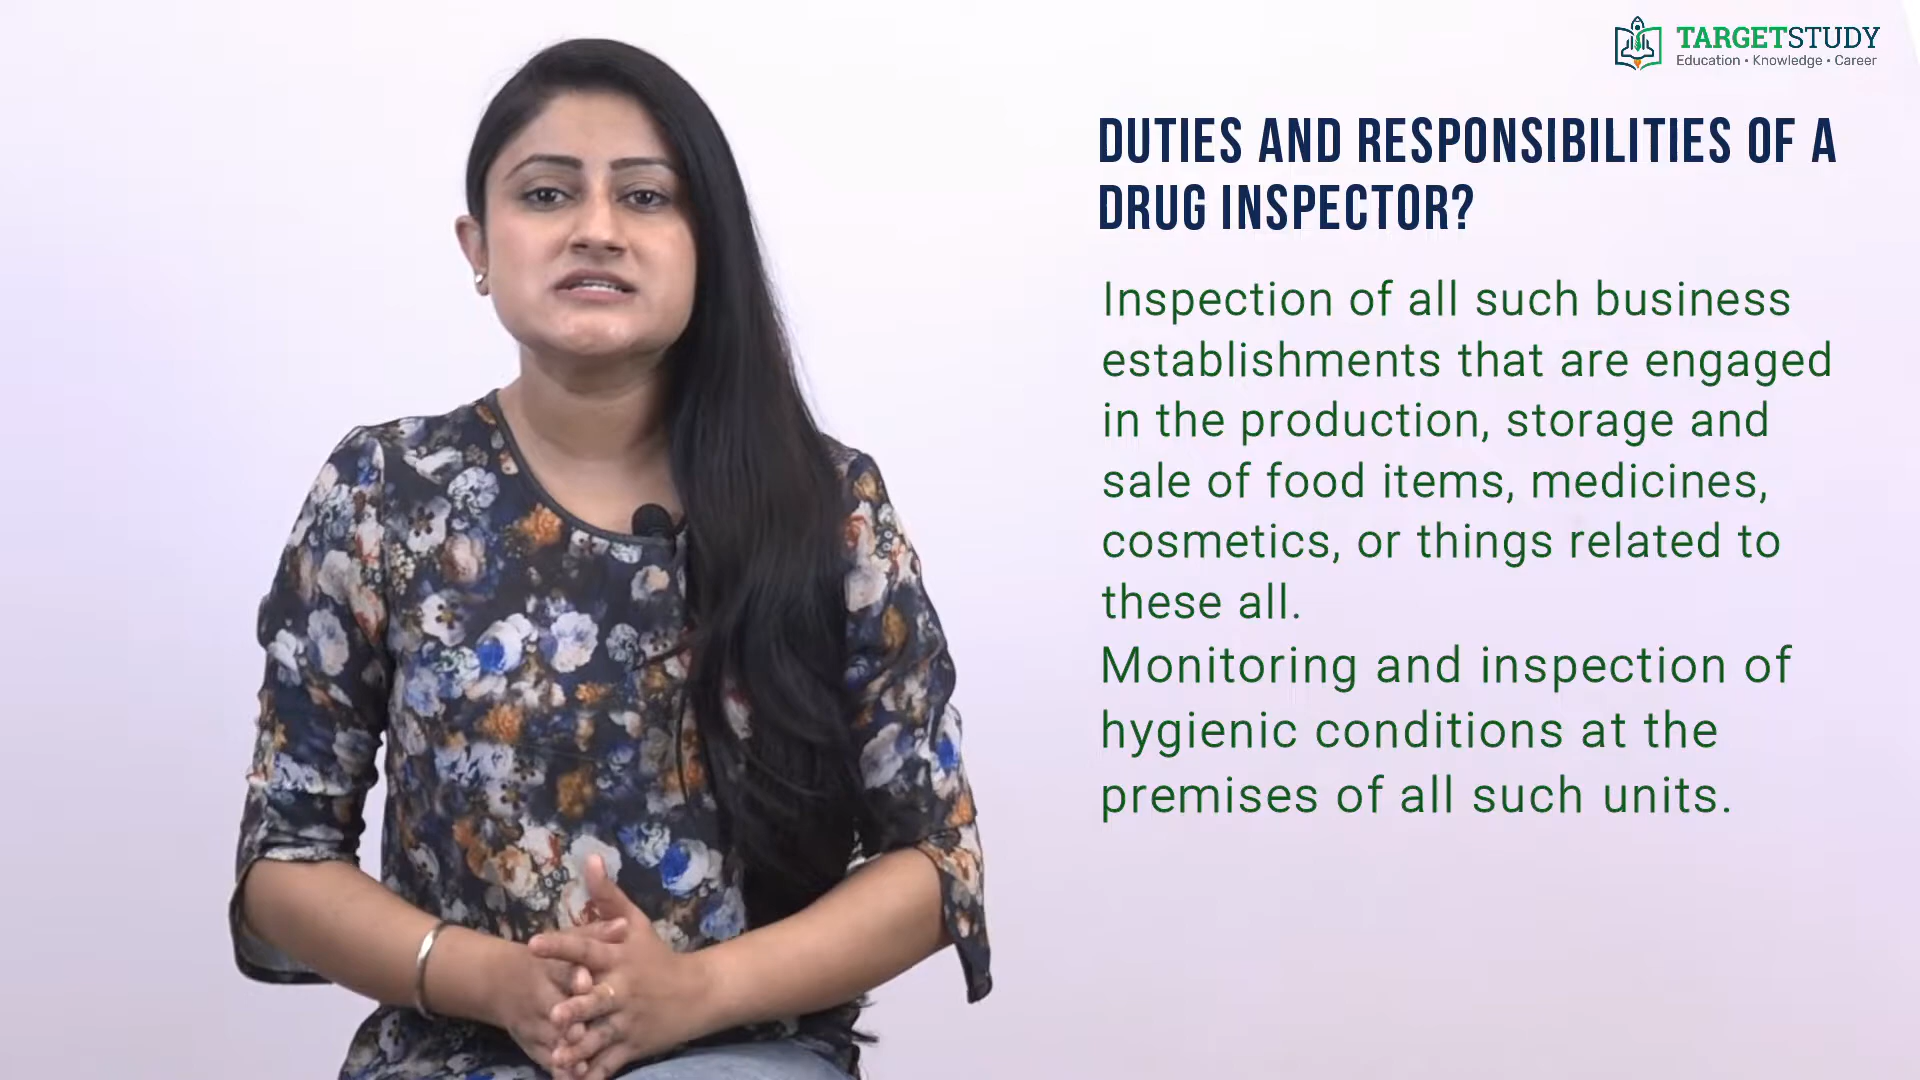 TARGETSTUDY
Education • Knowledge • Career
DUTIES AND RESPONSIBILITIES OF A
DRUG INSPECTOR?
Inspection of all such business
establishments that are engaged
in the production, storage and
sale of food items, medicines,
cosmetics, or things related to
these all.
Monitoring and inspection of
hygienic conditions at the
premises of all such units.